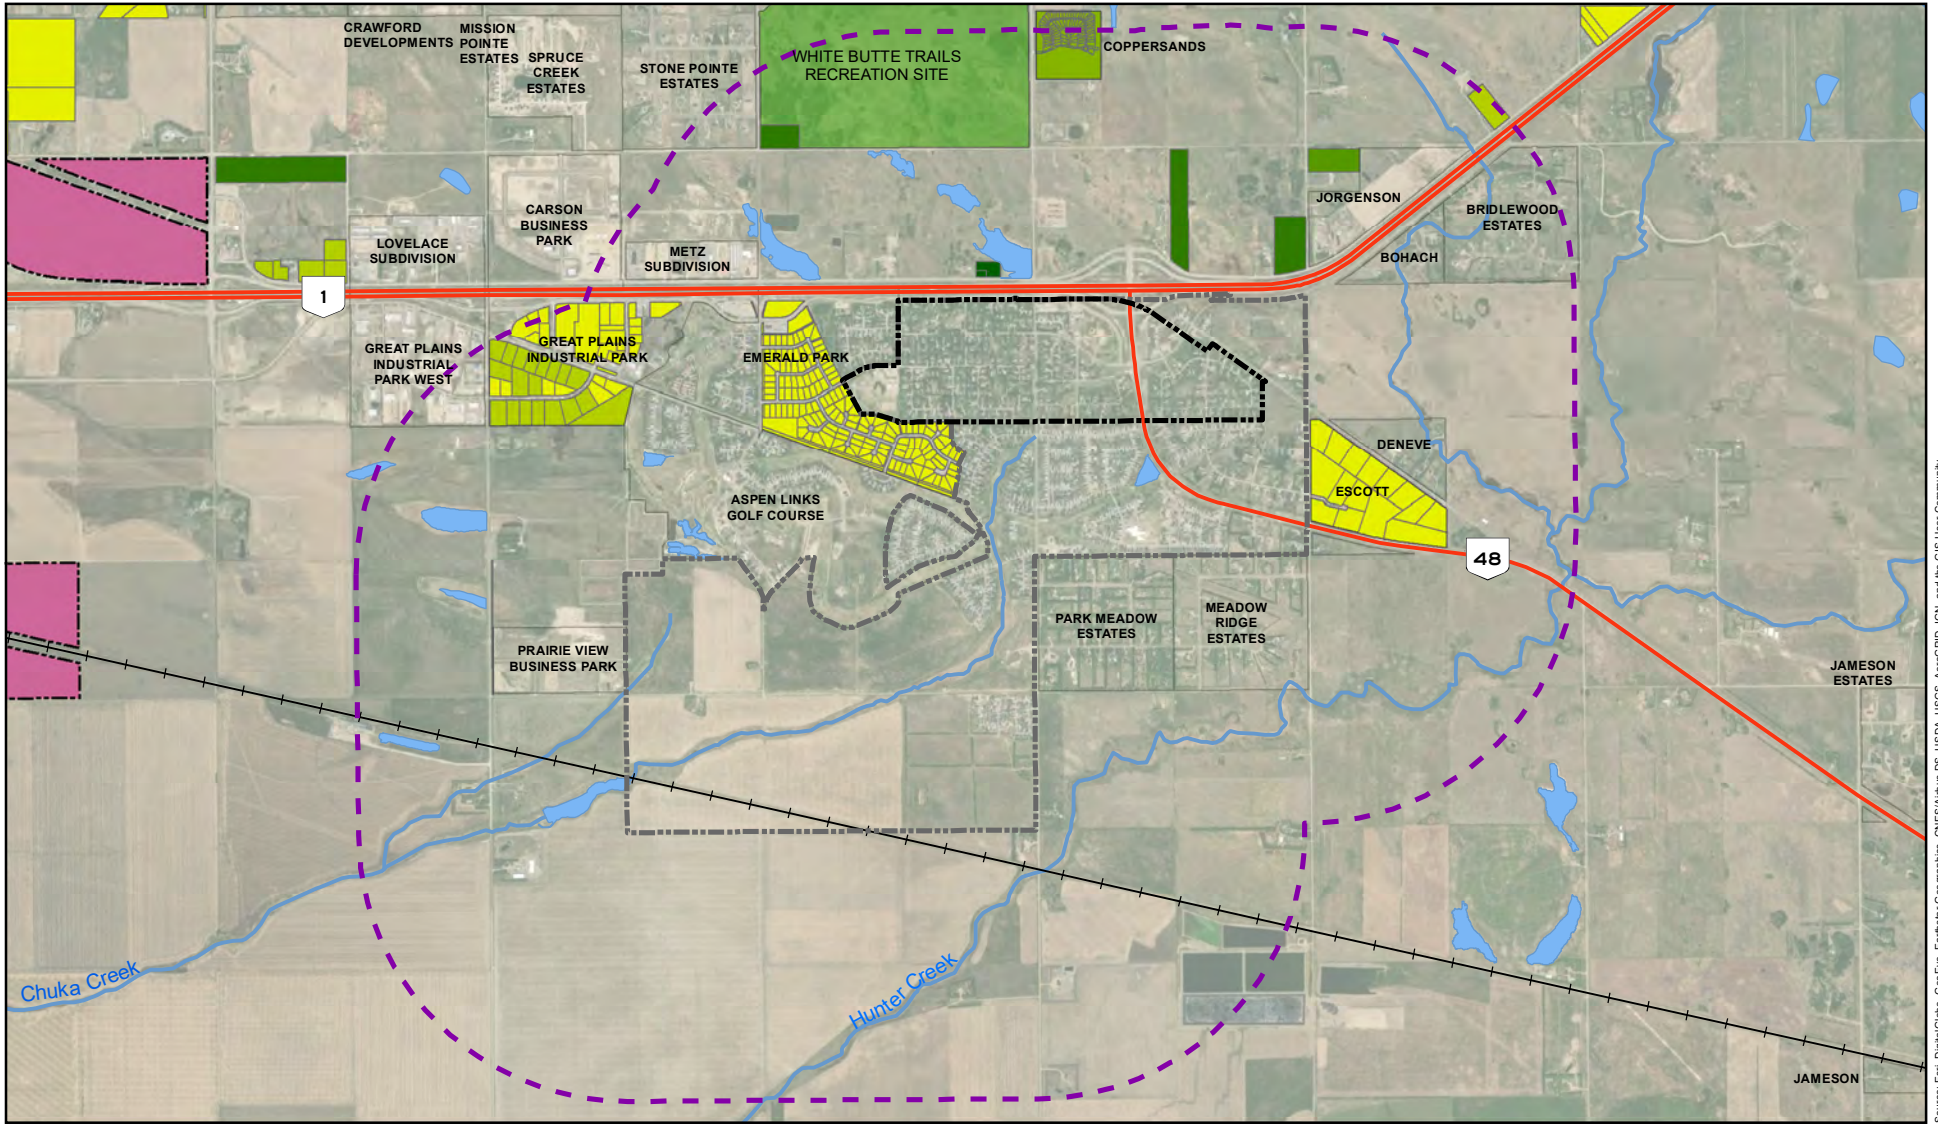 CRAWFORD
DEVELOPMENTS
MISSION
POINTE
ESTATES
SPRUCE
CREEK
ESTATES
STONE POINTE
ESTATES
WHITE BUTTE TRAILS
RECREATION SITE
COPPERSANDS
JORGENSON
BRIDLEWOOD
ESTATES
BOHACH
LOVELACE
SUBDIVISION
CARSON
BUSINESS
PARK
METZ
SUBDIVISION
1
GREAT PLAINS
INDUSTRIAL
PARK WEST
GREAT PLAINS
INDUSTRIAL PARK
EMERALD PARK
DENEVE
ESCOTT
ASPEN LINKS
GOLF COURSE
48
PARK MEADOW
ESTATES
MEADOW
RIDGE
ESTATES
PRAIRIE VIEW
BUSINESS PARK
JAMESON
ESTATES
Chuka Creek
Hunter Creek
JAMESON